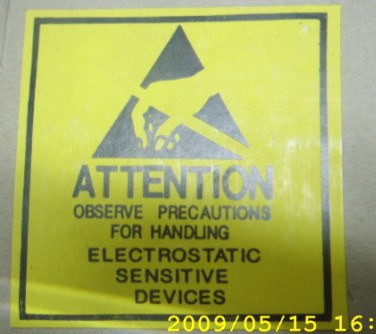 ATTENTION
OBSERVE PRECAUTIONS
FOR HANDLING
ELECTROSTATIC
SENSITIVE
DEVICES
2009/05/15 16: